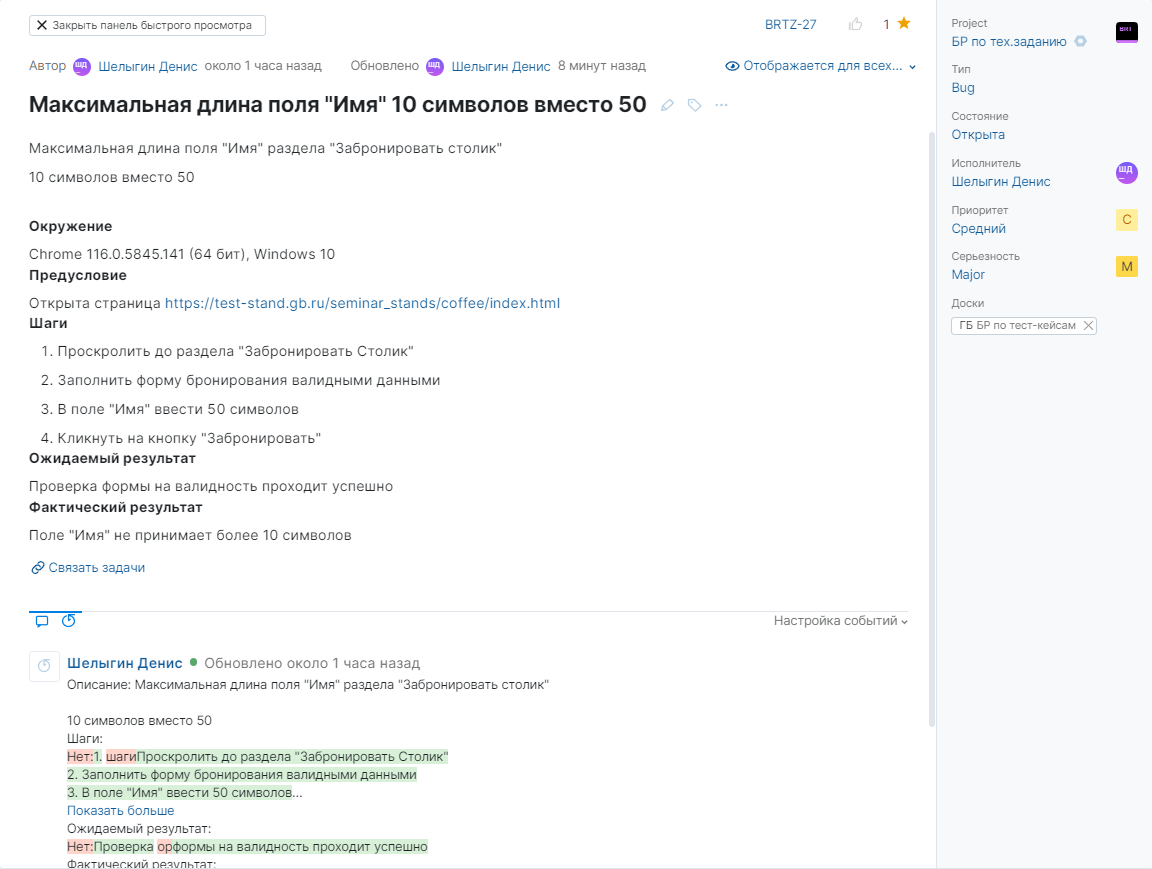 Закрыть панель быстрого просмотра
BRTZ-27
1
Автор ШД_ Шелыгин Денис около 1 часа назад Обновлено ШД_ Шелыгин Денис 8 минут назад
Отображается для всех...
Максимальная длина поля "Имя" 10 символов вместо 50
Максимальная длина поля "Имя" раздела "Забронировать столик"
10 символов вместо 50
Окружение
Chrome 116.0.5845.141 (64 бит), Windows 10
Предусловие
Открыта страница https://test-stand.gb.ru/seminar_stands/coffee/index.html
Шаги
1. Проскролить до раздела "Забронировать Столик"
2. Заполнить форму бронирования валидными данными
3. В поле "Имя" ввести 50 символов
4. Кликнуть на кнопку "Забронировать"
Ожидаемый результат
Проверка формы на валидность проходит успешно
Фактический результат
Поле "Имя" не принимает более 10 символов
Связать задачи
Настройка событий
Шелыгин Денис Обновлено около 1 часа назад
Описание: Максимальная длина поля "Имя" раздела "Забронировать столик"
10 символов вместо 50
Шаги:
Нет:1. шагиПроскролить до раздела "Забронировать Столик"
2. Заполнить форму бронирования валидными данными
3. В поле "Имя" ввести 50 символов...
Показать больше
Ожидаемый результат:
Нет:Проверка орформы на валидность проходит успешно
Фактический результат:
Project
БР по тех.заданию
BRT
Тип
Bug
Состояние
Открыта
Исполнитель
Шелыгин Денис
ШД_
Приоритет
Средний
С
Серьезность
Major
M
Доски
ГБ БР по тест-кейсам